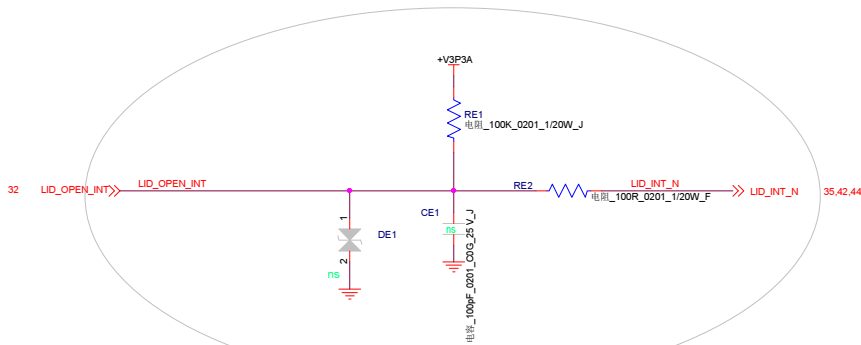 +V3P3A
RE1
电阻_100K_0201_1/20W_J
32
LID_OPEN_INT
LID_OPEN_INT
RE2
LID_INT_N
LID_INT_N
35,42,44
电阻_100R_0201_1/20W_F
1
DE1
2
ns
CE1
ns
电容_100pF_0201_C0G_25 V_J